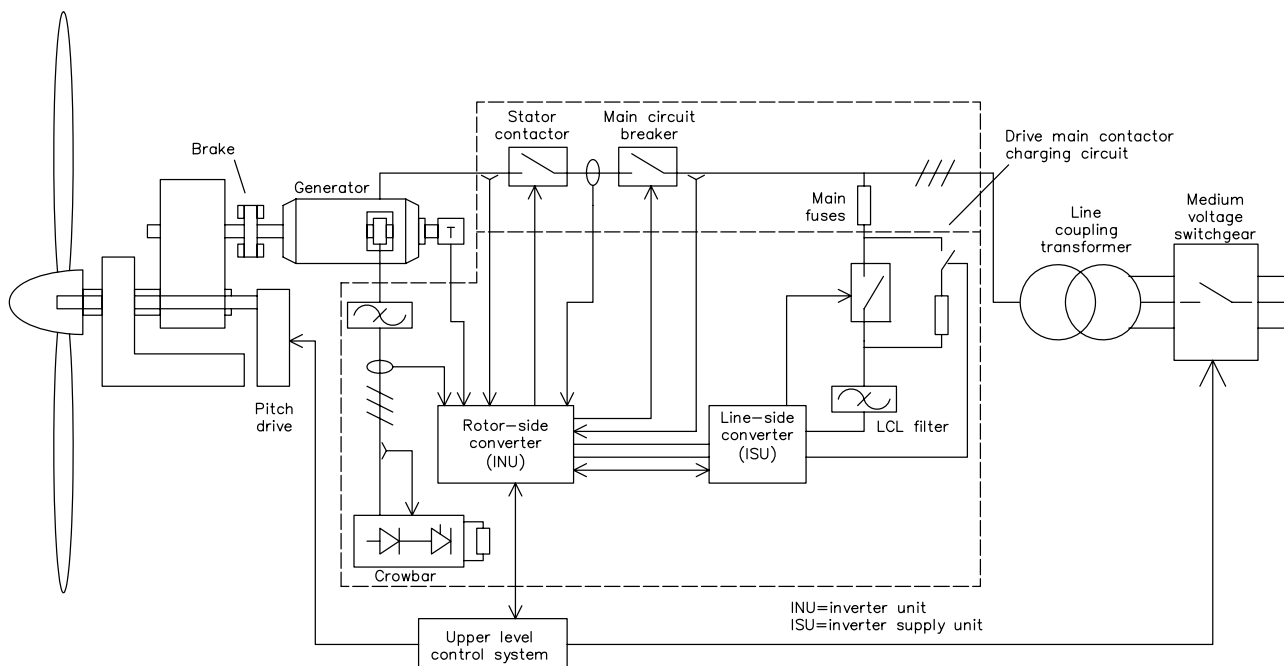 Stator
contactor
Main circuit
breaker
Drive main contactor
charging circuit
Brake
Generator
T
Main
fuses
Line
coupling
transformer
Medium
voltage
switchgear
Pitch
drive
Rotor-side
converter
(INU)
Line-side
converter
(ISU)
LCL filter
Crowbar
INU=inverter unit
ISU=inverter supply unit
Upper level
control system